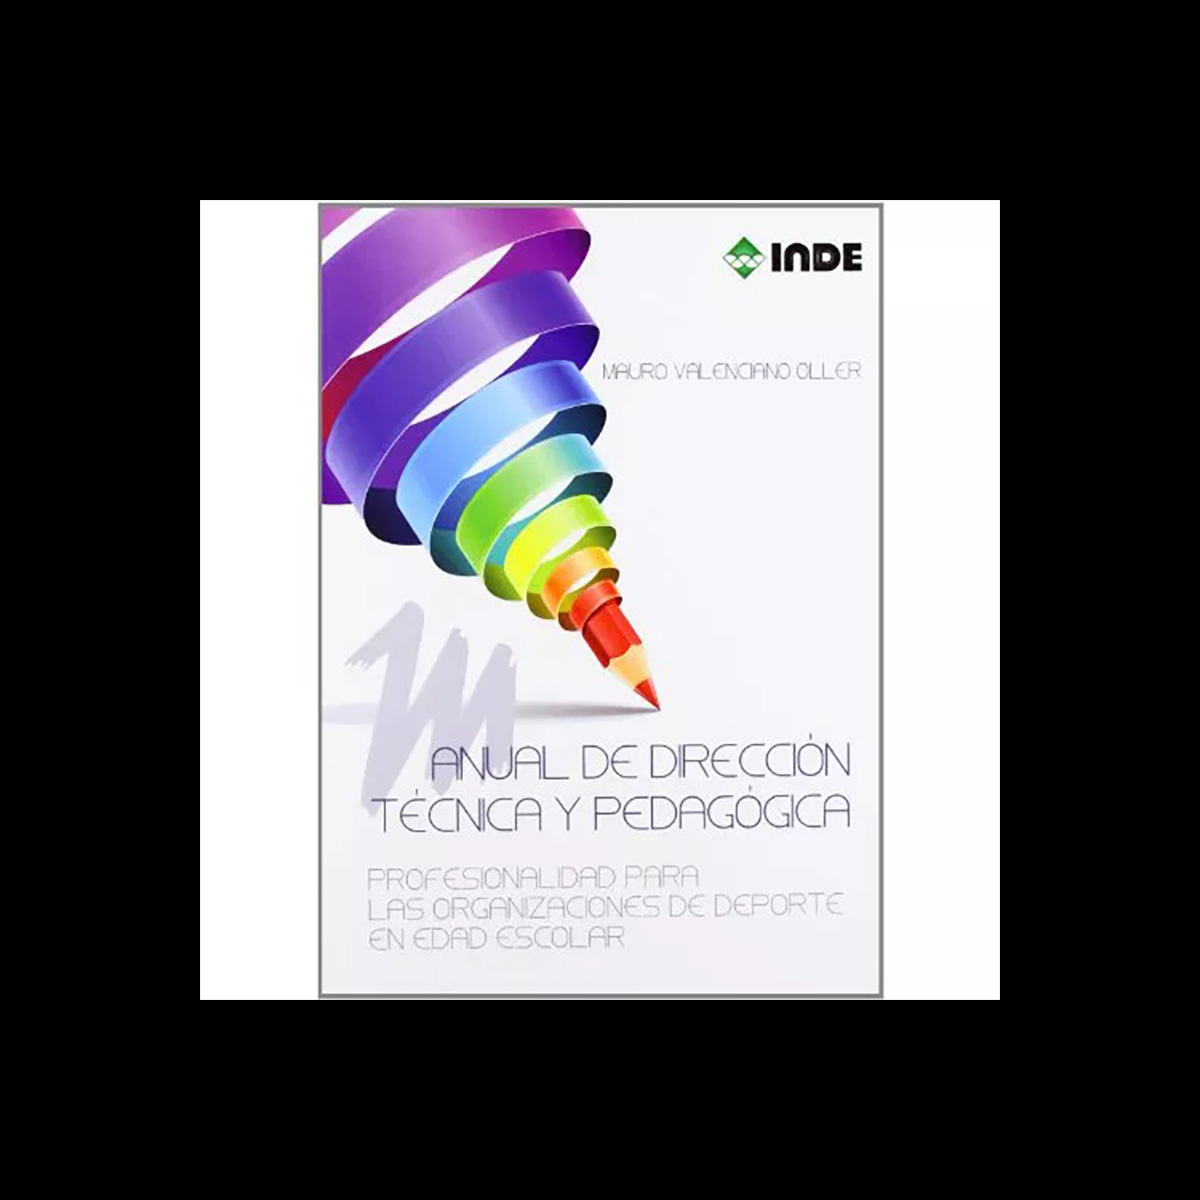 INDE
MAURO VALENCIANO OLLER
MANUAL DE DIRECCIÓN
TÉCNICA Y PEDAGÓGICA
PROFESIONALIDAD PARA
LAS ORGANIZACIONES DE DEPORTE
EN EDAD ESCOLAR